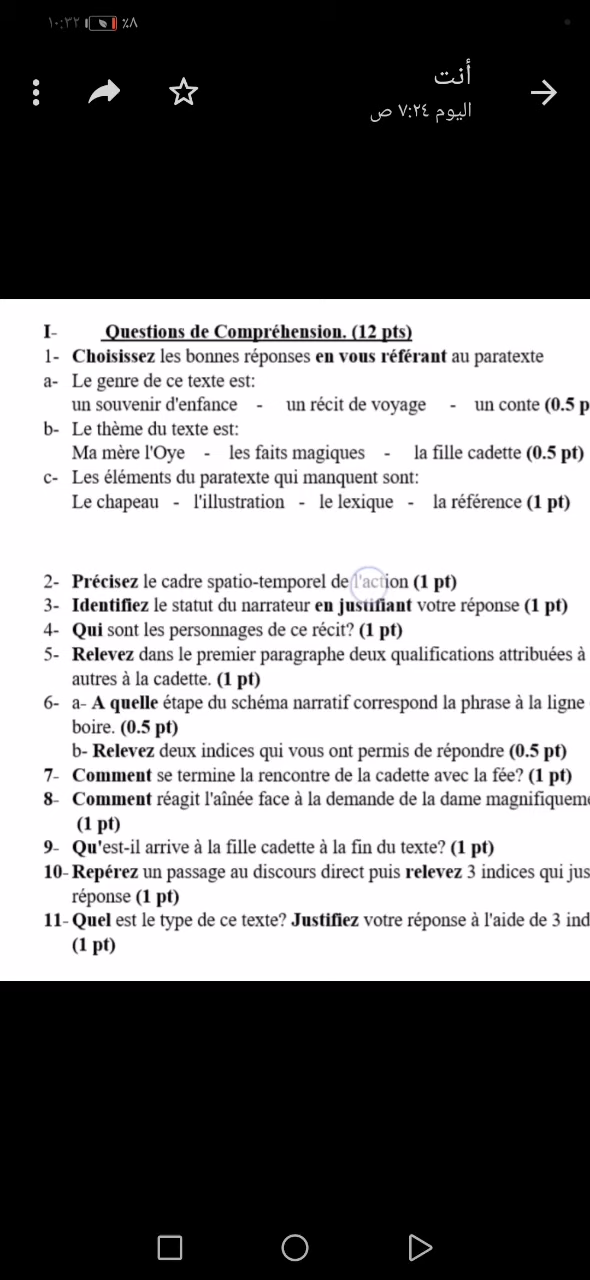 ١٠:٢٢ ٪٨
أنت
اليوم ٧:٢٤ ص
I- Questions de Compréhension. (12 pts)
1- Choisissez les bonnes réponses en vous référant au paratexte
a- Le genre de ce texte est:
un souvenir d'enfance - un récit de voyage - un conte (0.5 p
b- Le thème du texte est:
Ma mère l'Oye - les faits magiques - la fille cadette (0.5 pt)
c- Les éléments du paratexte qui manquent sont:
Le chapeau - l'illustration - le lexique - la référence (1 pt)
2- Précisez le cadre spatio-temporel de l'action (1 pt)
3- Identifiez le statut du narrateur en justifiant votre réponse (1 pt)
4- Qui sont les personnages de ce récit? (1 pt)
5- Relevez dans le premier paragraphe deux qualifications attribuées à
autres à la cadette. (1 pt)
6- a- A quelle étape du schéma narratif correspond la phrase à la ligne
boire. (0.5 pt)
b- Relevez deux indices qui vous ont permis de répondre (0.5 pt)
7- Comment se termine la rencontre de la cadette avec la fée? (1 pt)
8- Comment réagit l'aînée face à la demande de la dame magnifiquem
(1 pt)
9- Qu'est-il arrive à la fille cadette à la fin du texte? (1 pt)
10- Repérez un passage au discours direct puis relevez 3 indices qui jus
réponse (1 pt)
11- Quel est le type de ce texte? Justifiez votre réponse à l'aide de 3 ind
(1 pt)